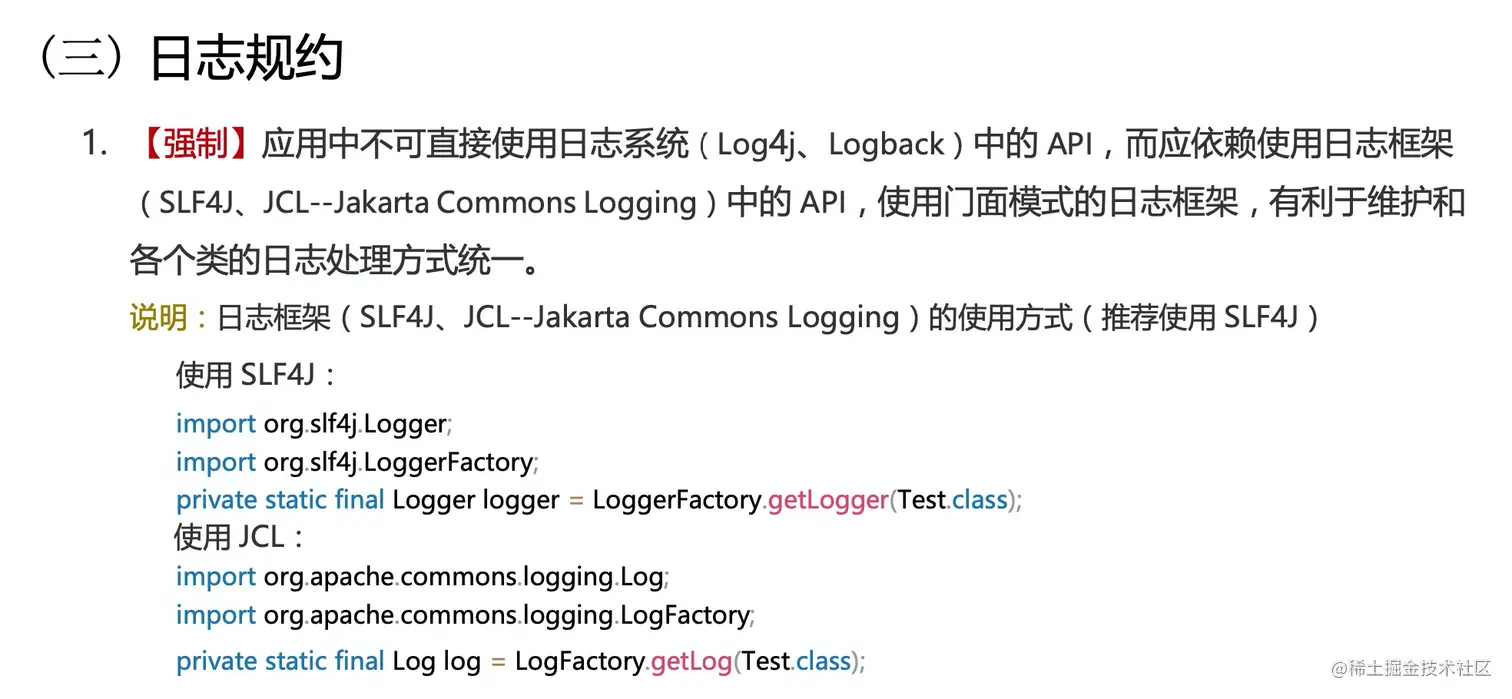 （三）日志规约
1. 【强制】应用中不可直接使用日志系统（Log4j、Logback）中的 API，而应依赖使用日志框架
（SLF4J、JCL--Jakarta Commons Logging）中的 API，使用门面模式的日志框架，有利于维护和
各个类的日志处理方式统一。
说明：日志框架（SLF4J、JCL--Jakarta Commons Logging）的使用方式（推荐使用 SLF4J）
使用 SLF4J：
import org.slf4j.Logger;
import org.slf4j.LoggerFactory;
private static final Logger logger = LoggerFactory.getLogger(Test.class);
使用 JCL：
import org.apache.commons.logging.Log;
import org.apache.commons.logging.LogFactory;
private static final Log log = LogFactory.getLog(Test.class);
@稀土掘金技术社区